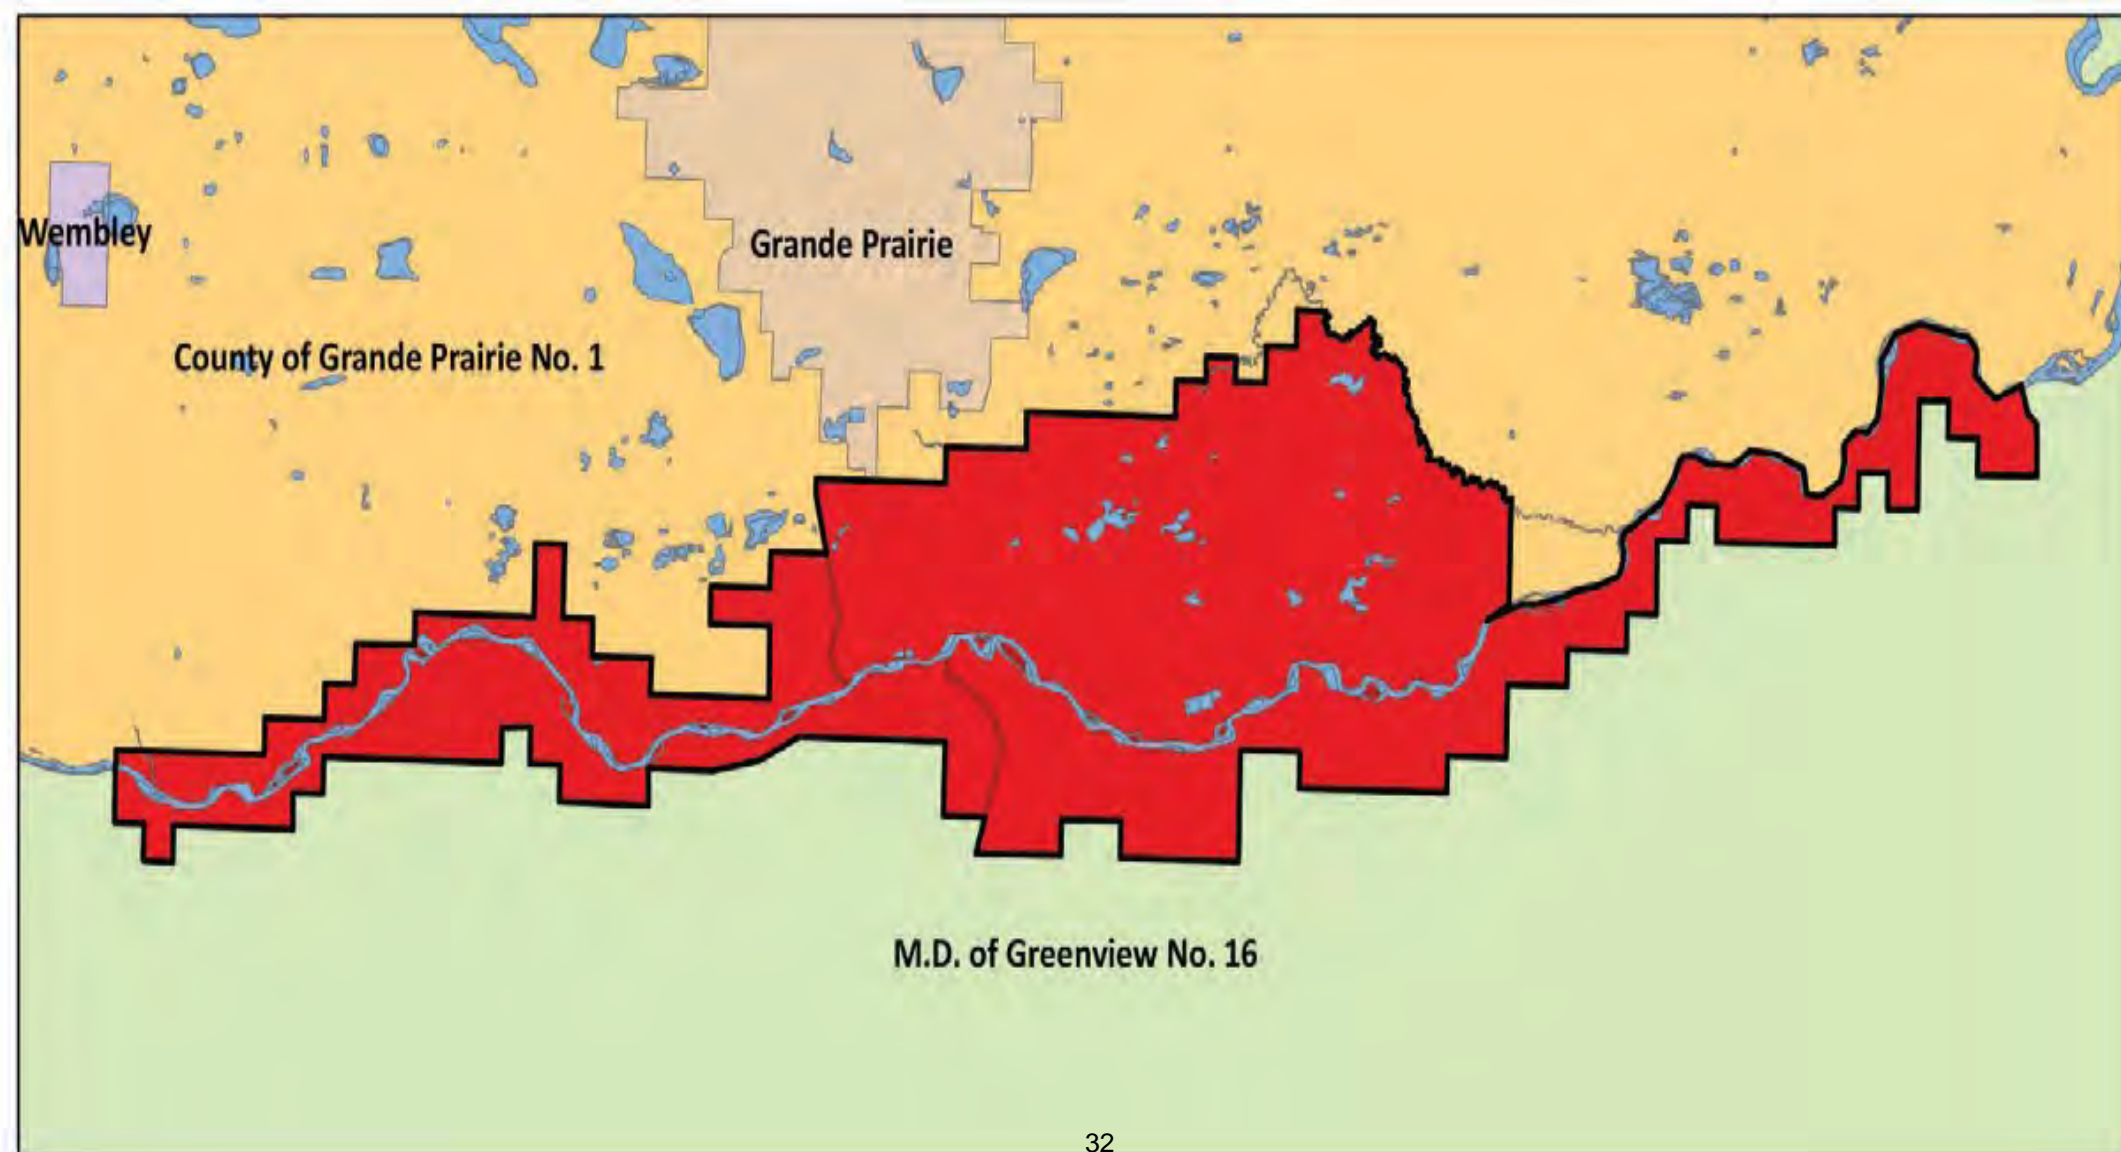 Wembley
Grande Prairie
County of Grande Prairie No. 1
M.D. of Greenview No. 16
32